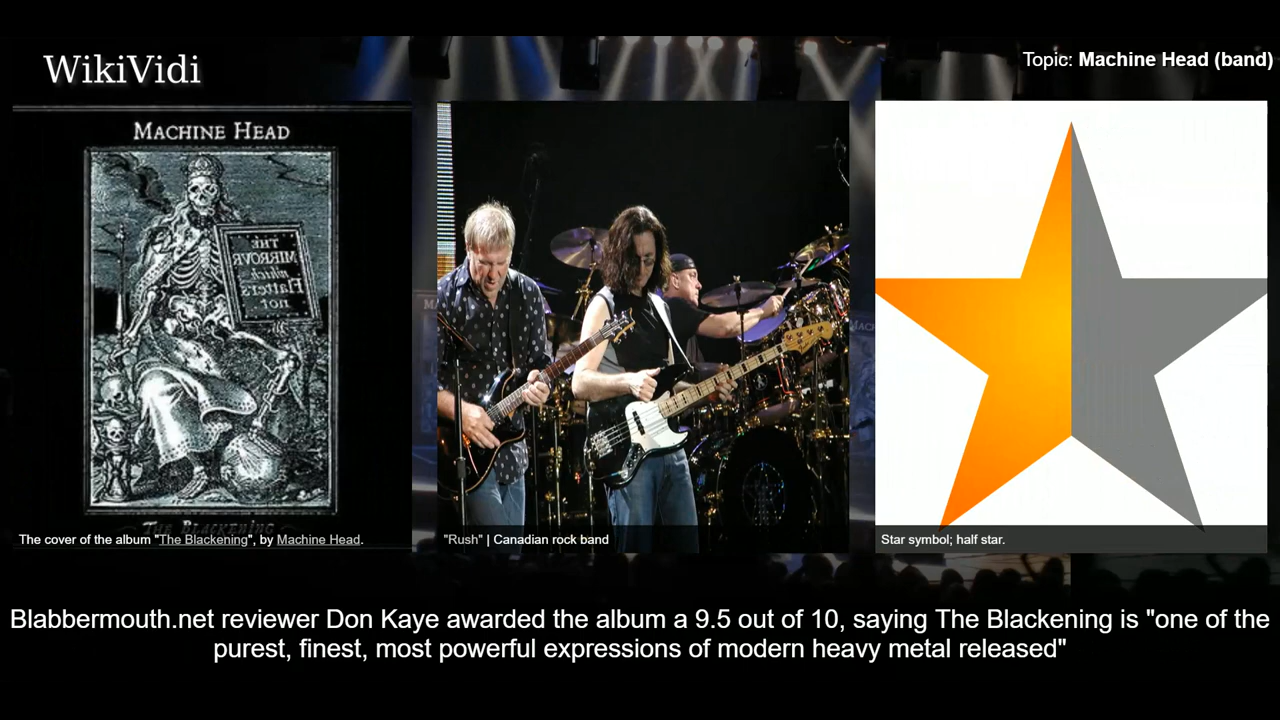 WikiVidi
Topic: Machine Head (band)
MACHINE HEAD
THE
MIRROVR
which
Flatters
not
THE BLACKENING
The cover of the album "The Blackening", by Machine Head.
"Rush" | Canadian rock band
Star symbol; half star.
Blabbermouth.net reviewer Don Kaye awarded the album a 9.5 out of 10, saying The Blackening is "one of the
purest, finest, most powerful expressions of modern heavy metal released"